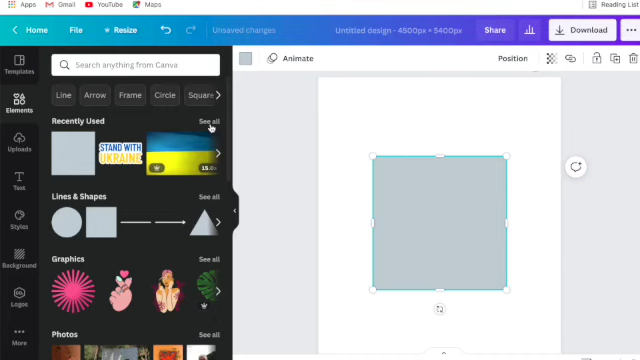 Apps Gmail YouTube Maps Reading List
Home File Resize Unsaved changes Untitled design - 4500px × 5400px Share Download
Templates
Elements
Uploads
Text
Styles
Background
Logos
More
Search anything from Canva
Line Arrow Frame Circle Square
Recently Used See all
STAND WITH
UKRAINE
15.0s
Lines & Shapes See all
Graphics See all
Photos See all
Animate Position